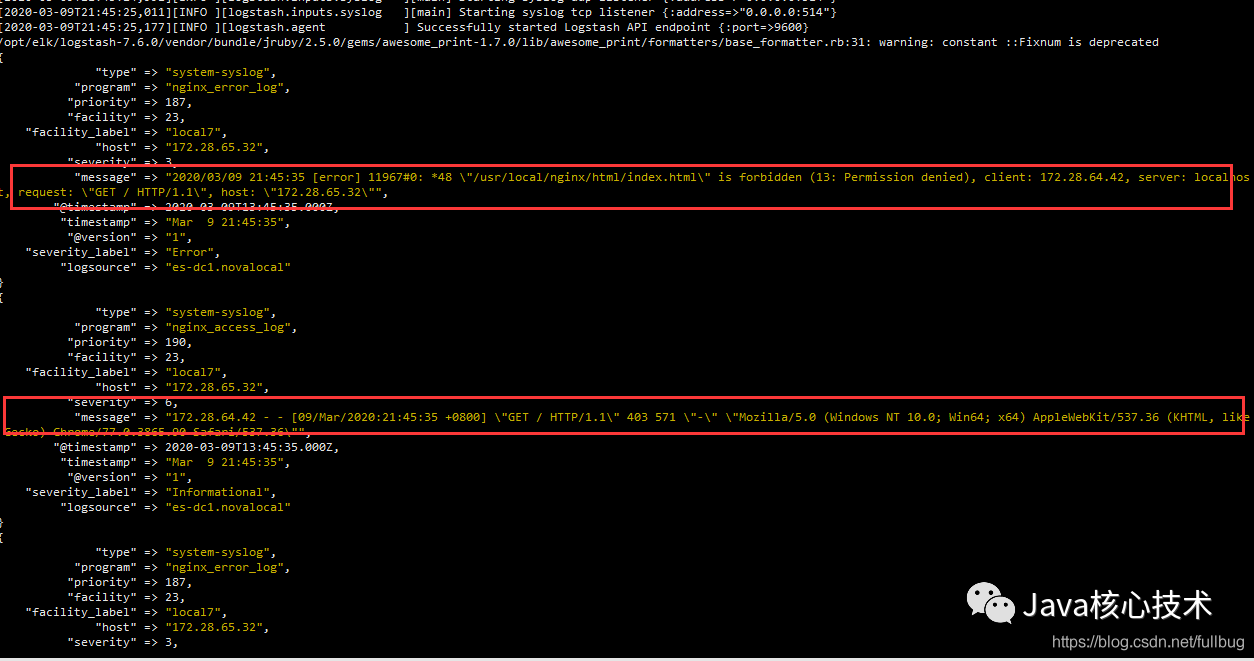 [2020-03-09T21:45:25,011][INFO ][logstash.inputs.syslog   ][main] Starting syslog tcp listener {:address=>"0.0.0.0:514"}
[2020-03-09T21:45:25,177][INFO ][logstash.agent           ] Successfully started Logstash API endpoint {:port=>9600}
/opt/elk/logstash-7.6.0/vendor/bundle/jruby/2.5.0/gems/awesome_print-1.7.0/lib/awesome_print/formatters/base_formatter.rb:31: warning: constant ::Fixnum is deprecated
{
"type" => "system-syslog",
"program" => "nginx_error_log",
"priority" => 187,
"facility" => 23,
"facility_label" => "local7",
"host" => "172.28.65.32",
"severity" => 3,
"message" => "2020/03/09 21:45:35 [error] 11967#0: *48 \"/usr/local/nginx/html/index.html\" is forbidden (13: Permission denied), client: 172.28.64.42, server: localhos
t, request: \"GET / HTTP/1.1\", host: \"172.28.65.32\"",
"@timestamp" => 2020-03-09T13:45:35.000Z,
"timestamp" => "Mar  9 21:45:35",
"@version" => "1",
"severity_label" => "Error",
"logsource" => "es-dc1.novalocal"
}
{
"type" => "system-syslog",
"program" => "nginx_access_log",
"priority" => 190,
"facility" => 23,
"facility_label" => "local7",
"host" => "172.28.65.32",
"severity" => 6,
"message" => "172.28.64.42 - - [09/Mar/2020:21:45:35 +0800] \"GET / HTTP/1.1\" 403 571 \"-\" \"Mozilla/5.0 (Windows NT 10.0; Win64; x64) AppleWebKit/537.36 (KHTML, like
Gecko) Chrome/77.0.3865.90 Safari/537.36\"",
"@timestamp" => 2020-03-09T13:45:35.000Z,
"timestamp" => "Mar  9 21:45:35",
"@version" => "1",
"severity_label" => "Informational",
"logsource" => "es-dc1.novalocal"
}
{
"type" => "system-syslog",
"program" => "nginx_error_log",
"priority" => 187,
"facility" => 23,
"facility_label" => "local7",
"host" => "172.28.65.32",
"severity" => 3,
Java核心技术
https://blog.csdn.net/fullbug